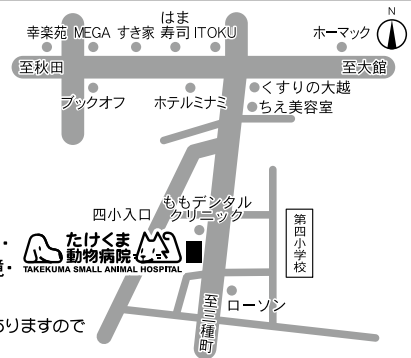 N
はま
幸楽苑 MEGA すき家 寿司 ITOKU ホーマック
至秋田 至大館
くすりの大越
ブックオフ ホテルミナミ
ちえ美容室
ももデンタル
クリニック
四小入口
第四小学校
たけくま
動物病院
TAKEKUMA SMALL ANIMAL HOSPITAL
ローソン
至三種町
ありますので